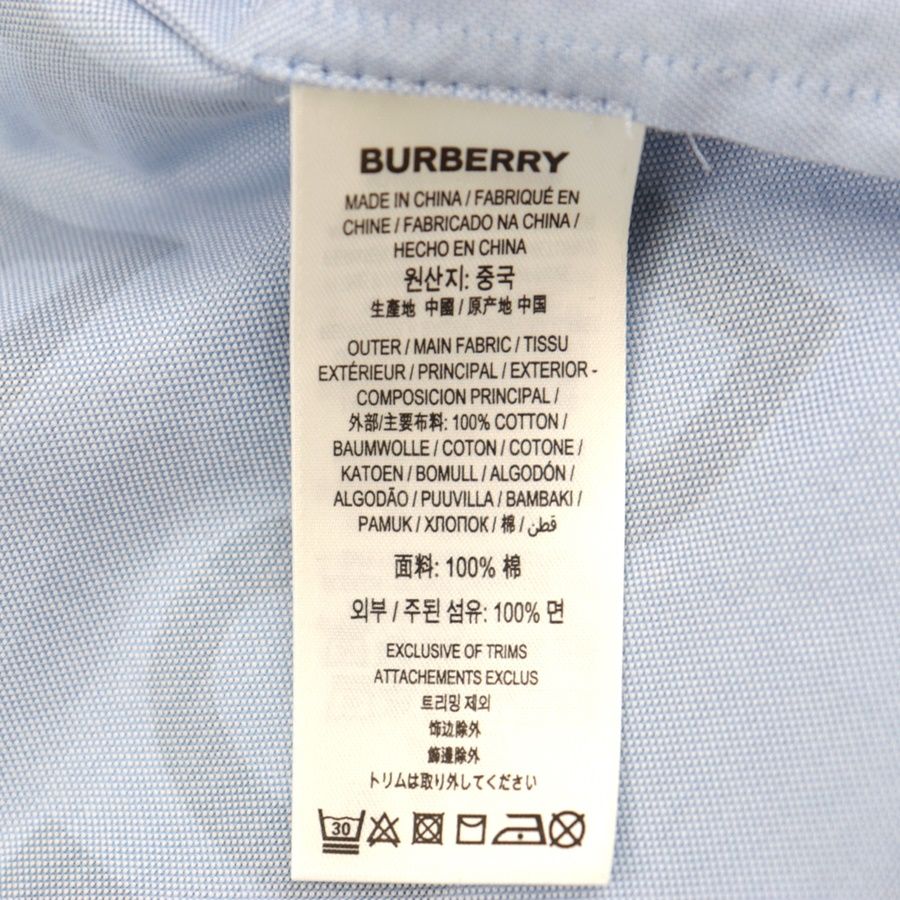 BURBERRY
MADE IN CHINA / FABRIQUÉ EN
CHINE / FABRICADO NA CHINA /
HECHO EN CHINA
원산지: 중국
生產地 中國 / 原产地 中国
OUTER / MAIN FABRIC / TISSU
EXTÉRIEUR / PRINCIPAL / EXTERIOR -
COMPOSICION PRINCIPAL /
外部/主要布料: 100% COTTON /
BAUMWOLLE / COTON / COTONE /
KATOEN / BOMULL / ALGODÓN /
ALGODÃO / PUUVILLA / BAMBAKI /
PAMUK / ХЛОПОК / 棉 / قطن
面料: 100% 棉
외부 / 주된 섬유: 100% 면
EXCLUSIVE OF TRIMS
ATTACHEMENTS EXCLUS
트리밍 제외
饰边除外
飾邊除外
トリムは取り外してください
30